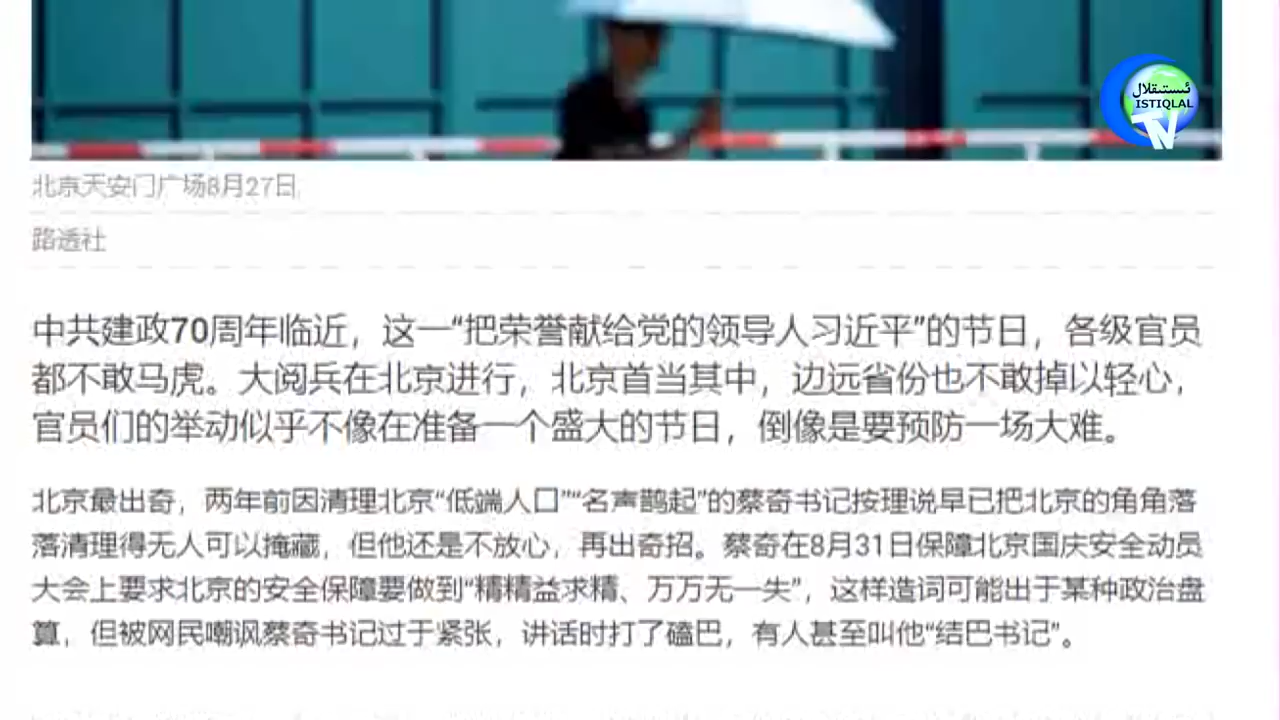 ئىستىقلال
ISTIQLAL
TV
北京天安门广场8月27日
路透社
中共建政70周年临近，这一“把荣誉献给党的领导人习近平”的节日，各级官员
都不敢马虎。大阅兵在北京进行，北京首当其中，边远省份也不敢掉以轻心，
官员们的举动似乎不像在准备一个盛大的节日，倒像是要预防一场大难。
北京最出奇，两年前因清理北京“低端人口”“名声鹊起”的蔡奇书记按理说早已把北京的角角落
落清理得无人可以掩藏，但他还是不放心，再出奇招。蔡奇在8月31日保障北京国庆安全动员
大会上要求北京的安全保障要做到“精精益求精、万万无一失”，这样造词可能出于某种政治盘
算，但被网民嘲讽蔡奇书记过于紧张，讲话时打了磕巴，有人甚至叫他“结巴书记”。